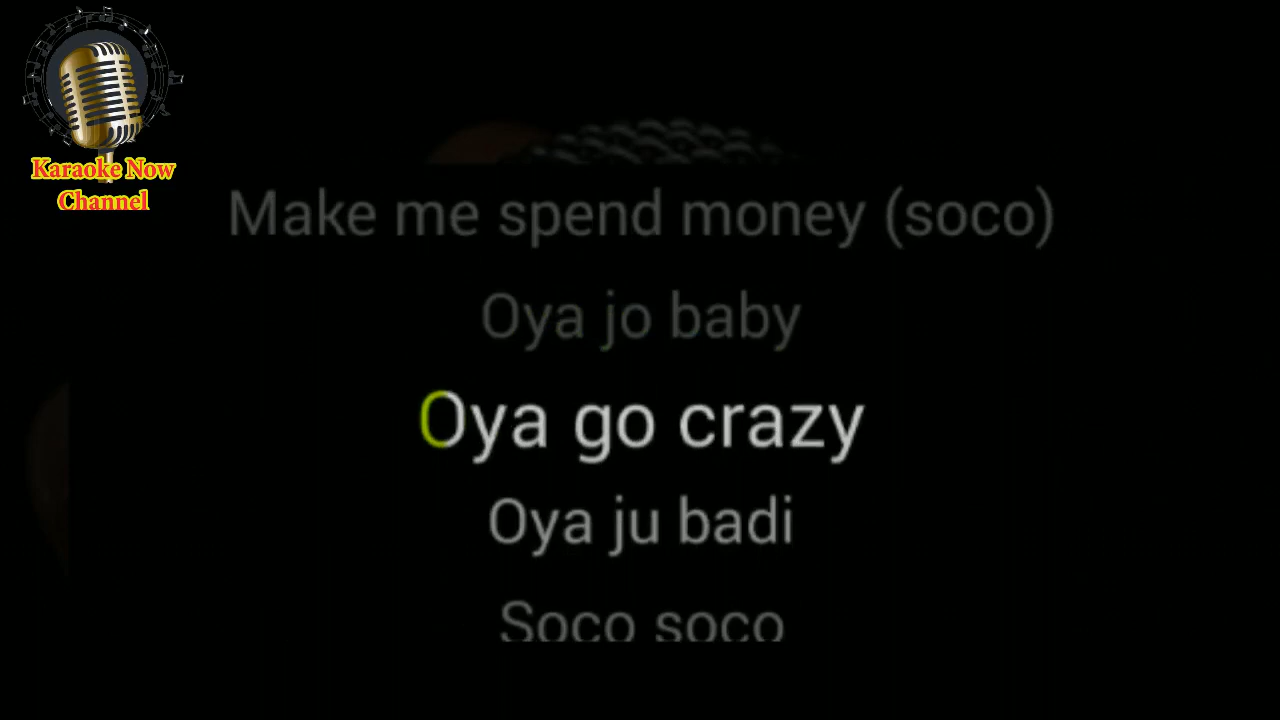 Karaoke Now
Channel
Make me spend money (soco)
Oya jo baby
Oya go crazy
Oya ju badi
Soco soco